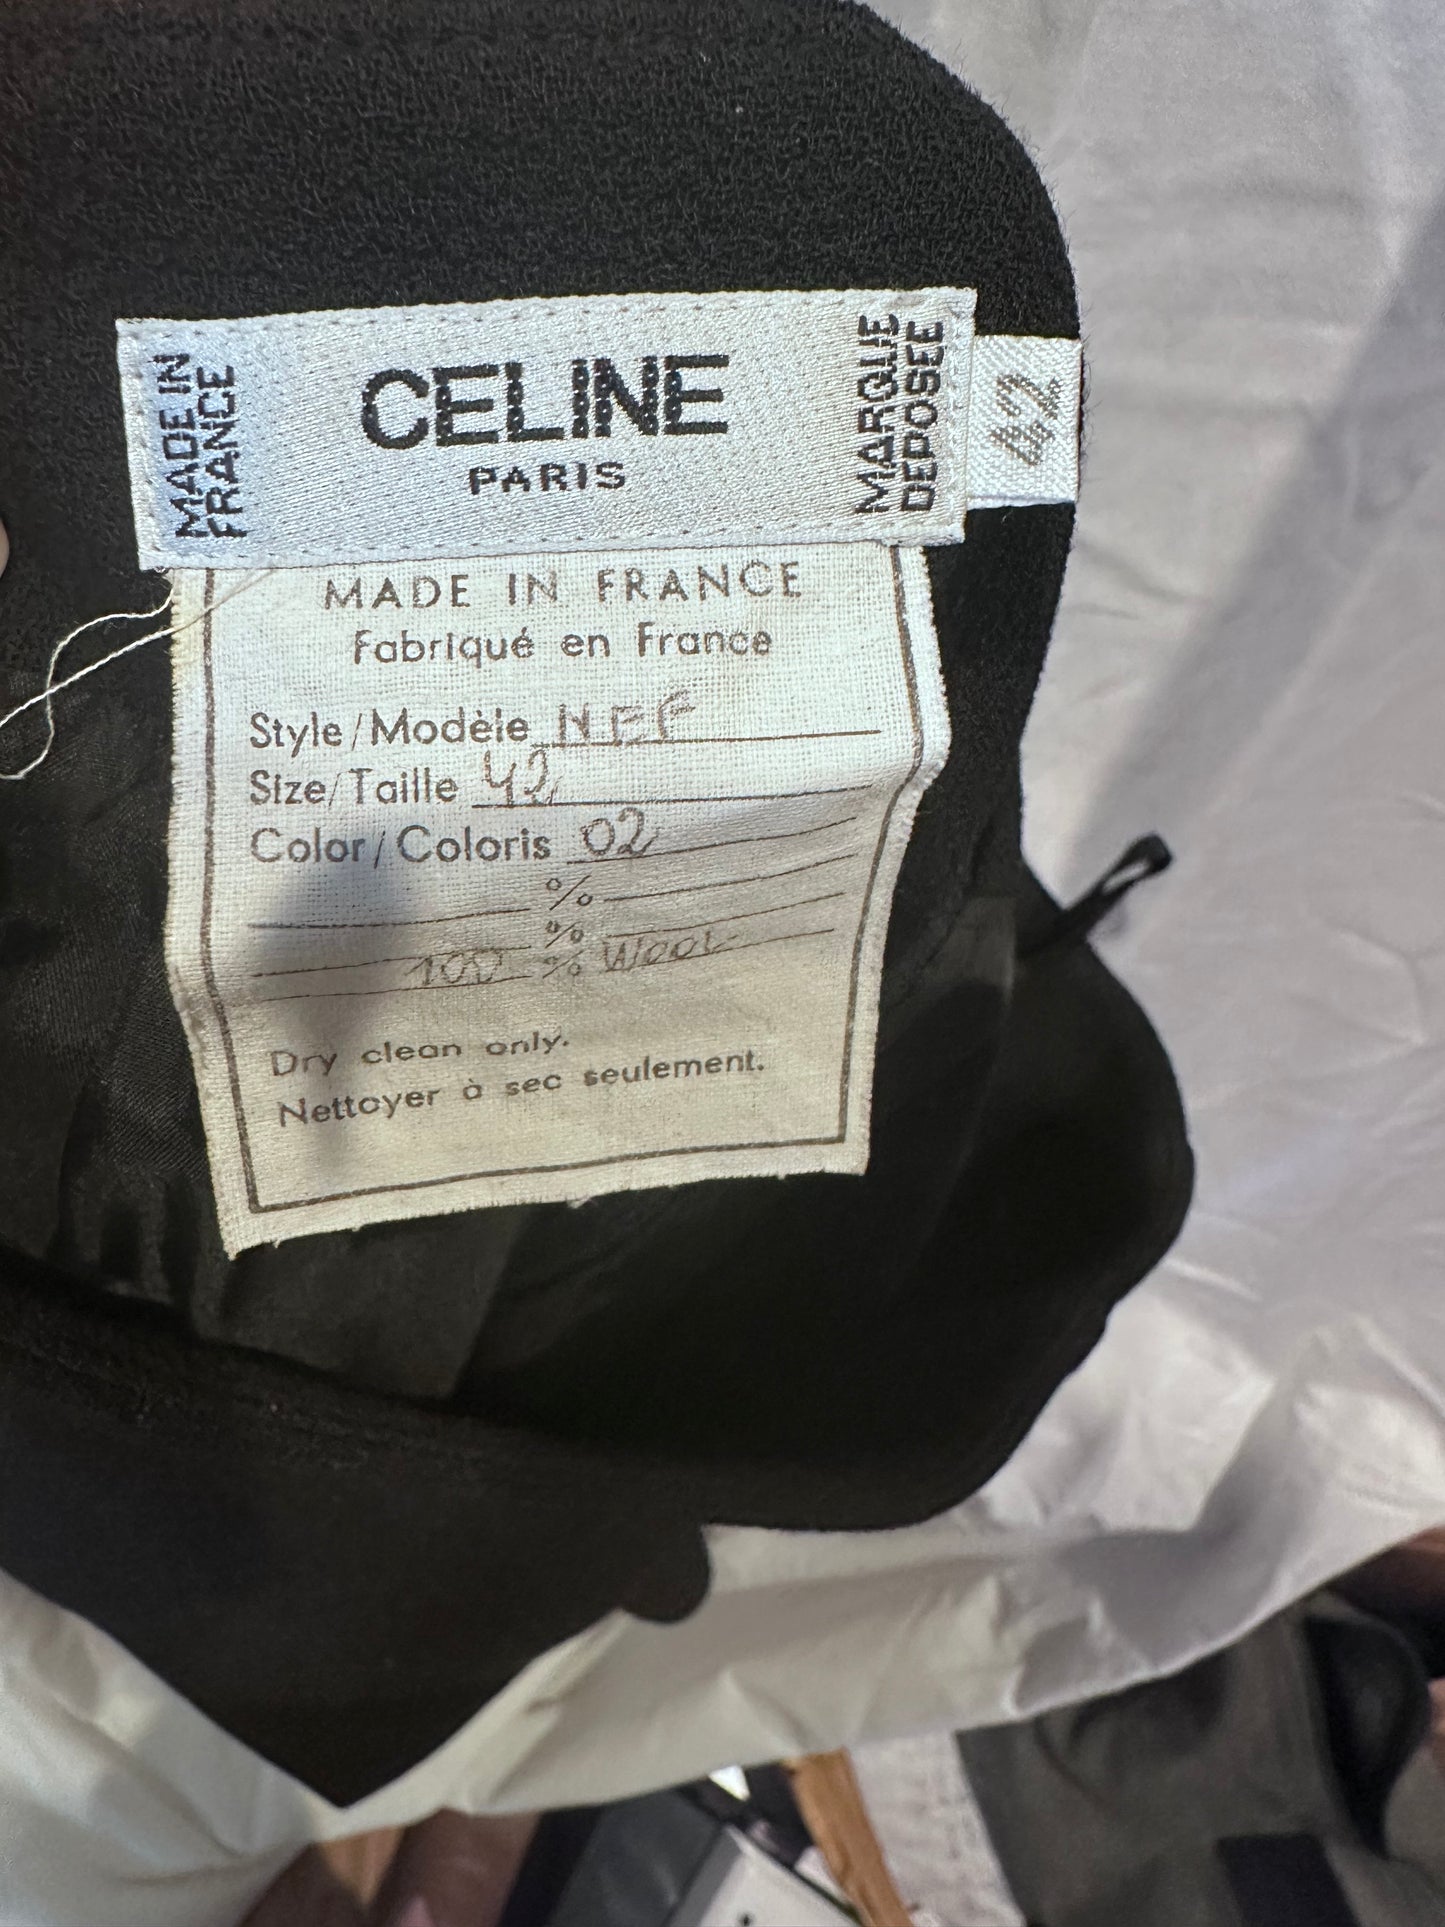 MADE IN
FRANCE
CELINE
PARIS
MARQUE
DEPOSEE
42
MADE IN FRANCE
Fabriqué en France
Style/Modèle NEF
Size/Taille 42
Color/Coloris 02
%
%
100 % WOOL
Dry clean only.
Nettoyer à sec seulement.